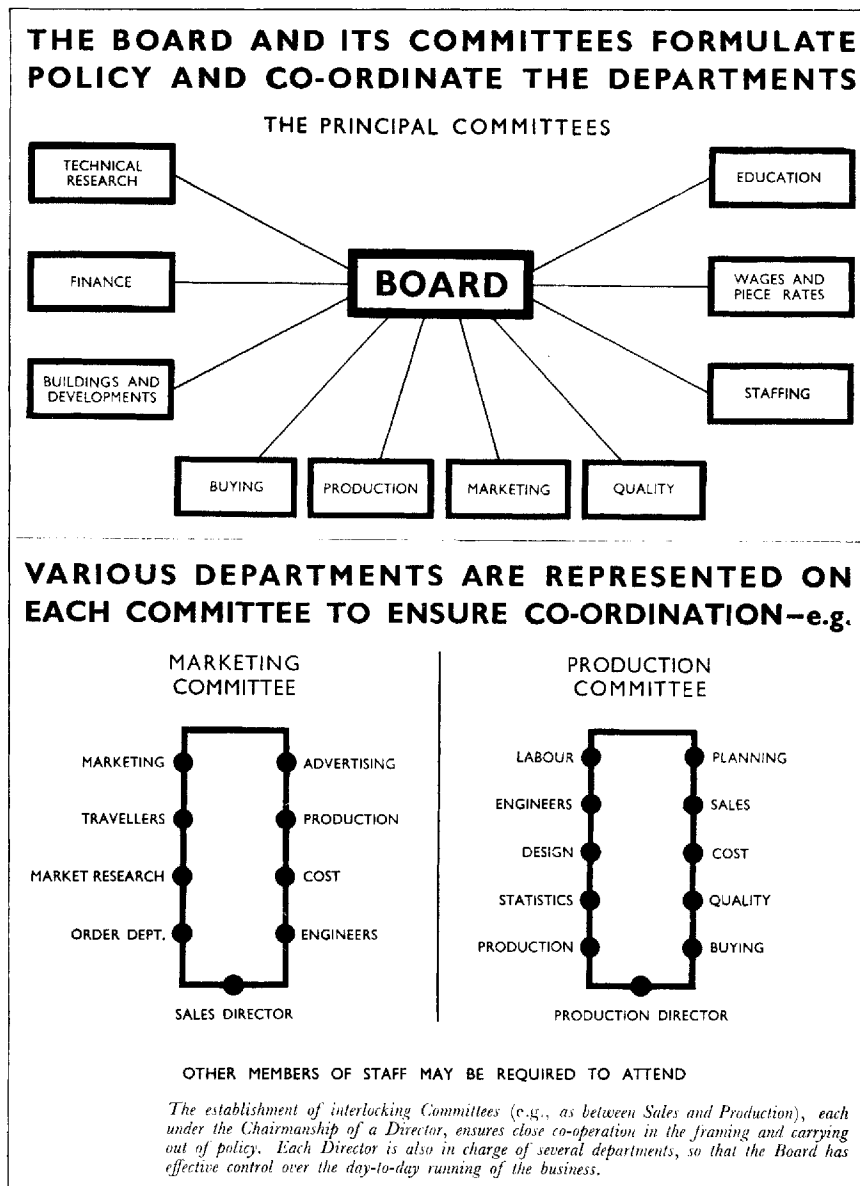 THE BOARD AND ITS COMMITTEES FORMULATE
POLICY AND CO-ORDINATE THE DEPARTMENTS
THE PRINCIPAL COMMITTEES
TECHNICAL
RESEARCH
EDUCATION
FINANCE
BOARD
WAGES AND
PIECE RATES
BUILDINGS AND
DEVELOPMENTS
STAFFING
BUYING
PRODUCTION
MARKETING
QUALITY
VARIOUS DEPARTMENTS ARE REPRESENTED ON
EACH COMMITTEE TO ENSURE CO-ORDINATION–e.g.
MARKETING
COMMITTEE
MARKETING
ADVERTISING
TRAVELLERS
PRODUCTION
MARKET RESEARCH
COST
ORDER DEPT.
ENGINEERS
SALES DIRECTOR
PRODUCTION
COMMITTEE
LABOUR
PLANNING
ENGINEERS
SALES
DESIGN
COST
STATISTICS
QUALITY
PRODUCTION
BUYING
PRODUCTION DIRECTOR
OTHER MEMBERS OF STAFF MAY BE REQUIRED TO ATTEND
The establishment of interlocking Committees (e.g., as between Sales and Production), each
under the Chairmanship of a Director, ensures close co-operation in the framing and carrying
out of policy. Each Director is also in charge of several departments, so that the Board has
effective control over the day-to-day running of the business.